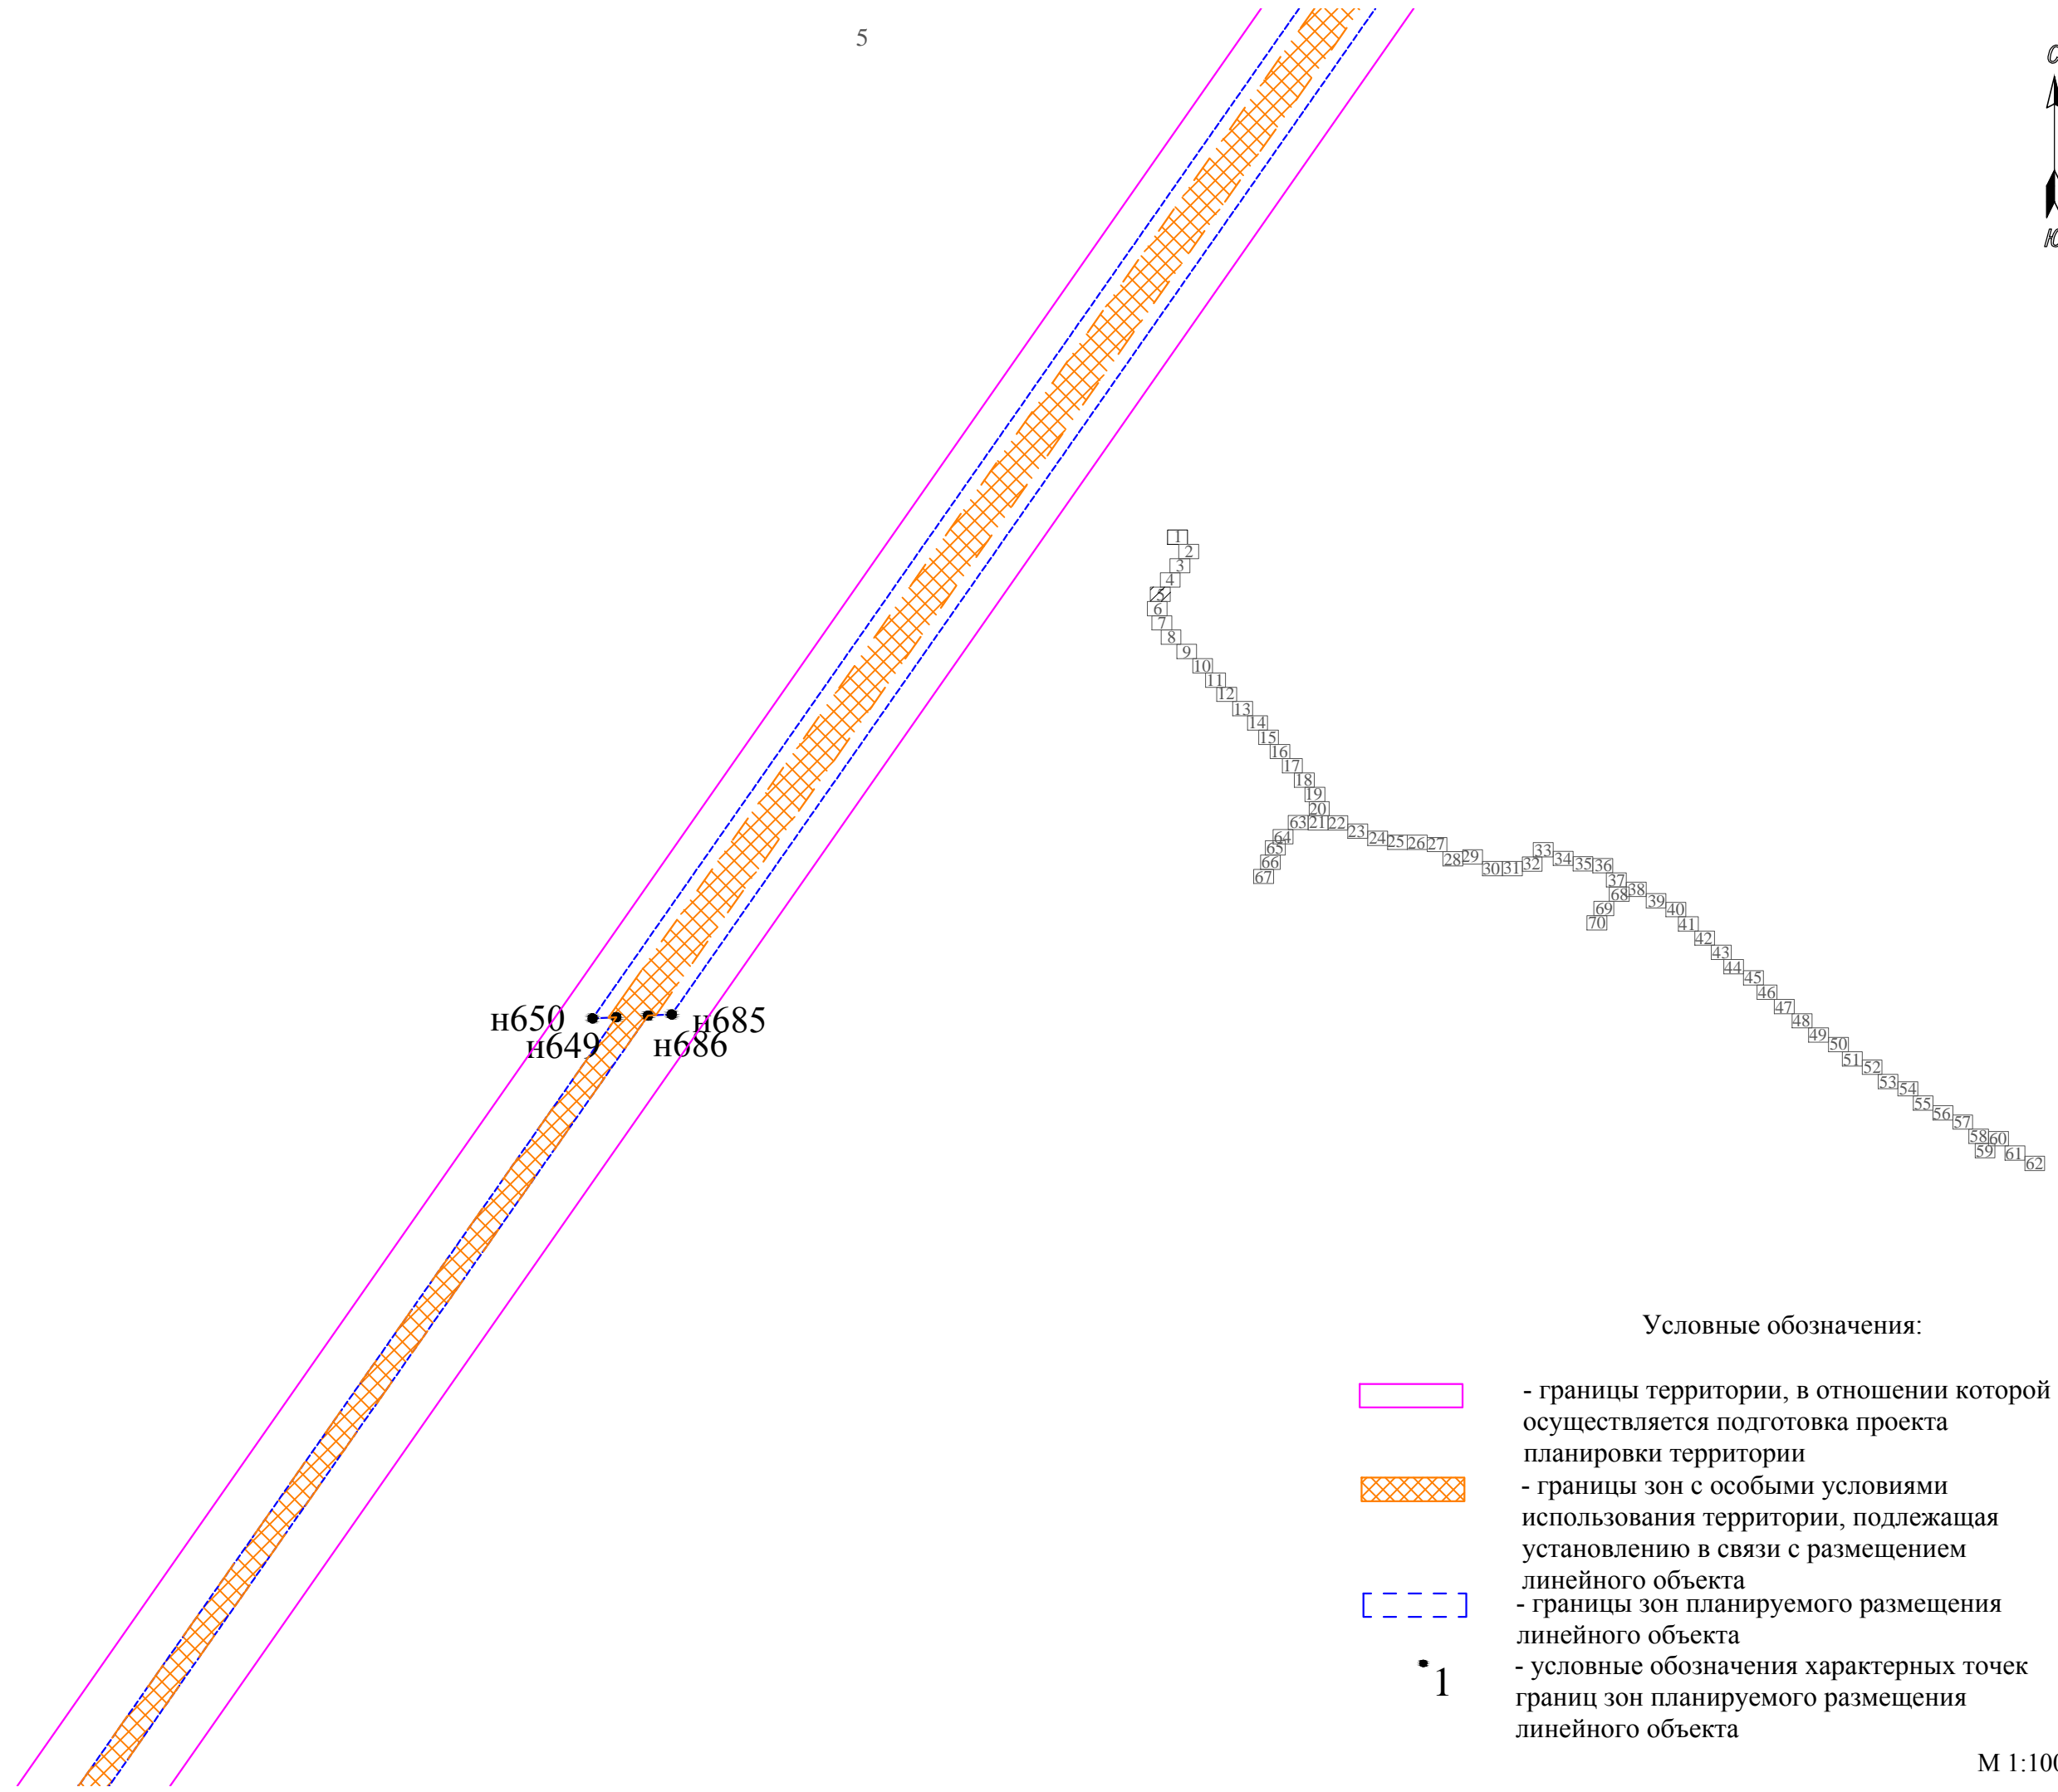 5
С
Ю
1
2
3
4
5
6
7
8
9
10
11
12
13
14
15
16
17
18
19
20
63 21 22
23
64
24
25 26 27
65
28 29
66
67
30 31 32
33
34
35 36
37
38
68
39
69
40
70
41
42
43
44
45
46
47
48
49
50
51
52
53
54
55
56
57
58 60
59
61
62
н650
н649
н685
н686
Условные обозначения:
- границы территории, в отношении которой
осуществляется подготовка проекта
планировки территории
- границы зон с особыми условиями
использования территории, подлежащая
установлению в связи с размещением
линейного объекта
- границы зон планируемого размещения
линейного объекта
1
- условные обозначения характерных точек
границ зон планируемого размещения
линейного объекта
М 1:100